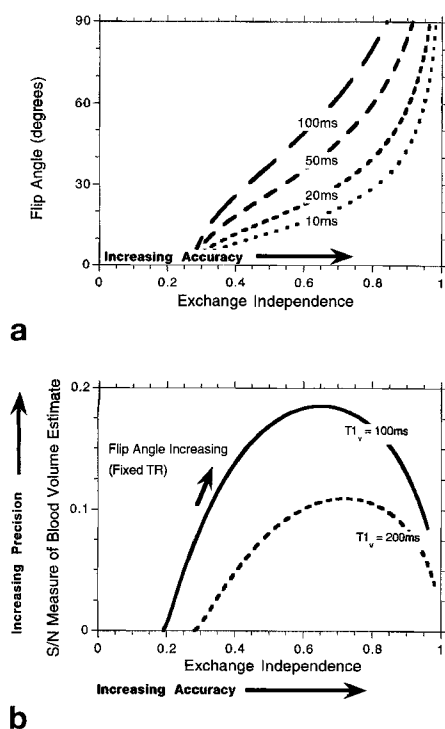 90
60
30
0
Flip Angle (degrees)
100ms
50ms
20ms
10ms
Increasing Accuracy
0 0.2 0.4 0.6 0.8 1
Exchange Independence
a
Increasing Precision
S/N Measure of Blood Volume Estimate
0.2
0.1
0
Flip Angle Increasing
(Fixed TR)
T1v = 100ms
T1v = 200ms
0 0.2 0.4 0.6 0.8 1
Exchange Independence
Increasing Accuracy
b